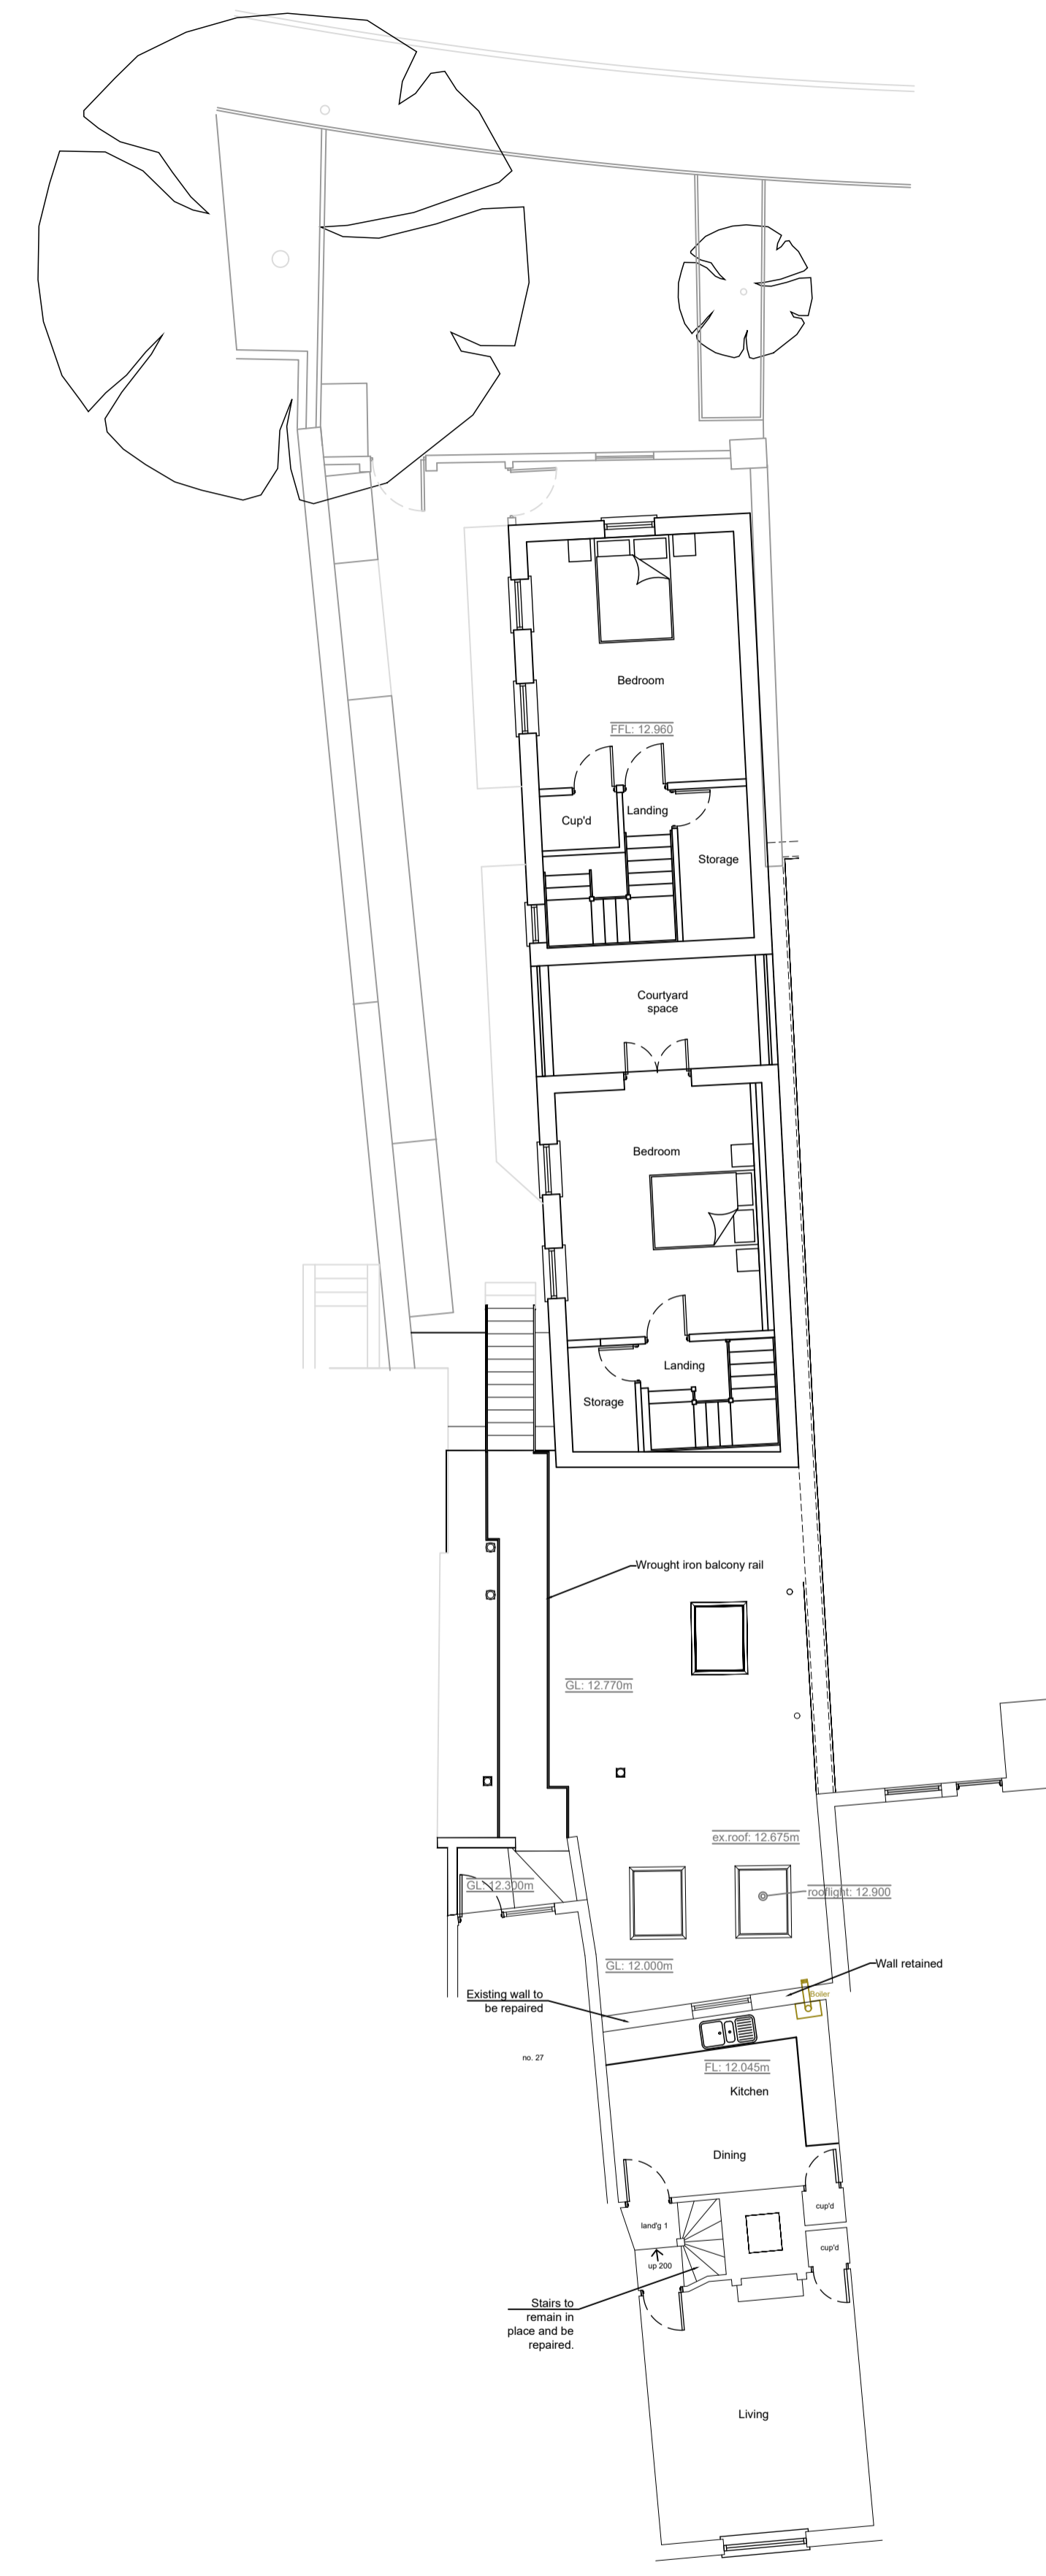 Bedroom
FFL: 12.960
Landing
Cup'd
Storage
Courtyard
space
Bedroom
Landing
Storage
Wrought iron balcony rail
GL: 12.770m
ex.roof: 12.675m
GL: 12.300m
rooflight: 12.900
GL: 12.000m
Wall retained
Existing wall to
be repaired
Boiler
no. 27
FL: 12.045m
Kitchen
Dining
cup'd
land'g 1
cup'd
up 200
Stairs to
remain in
place and be
repaired.
Living